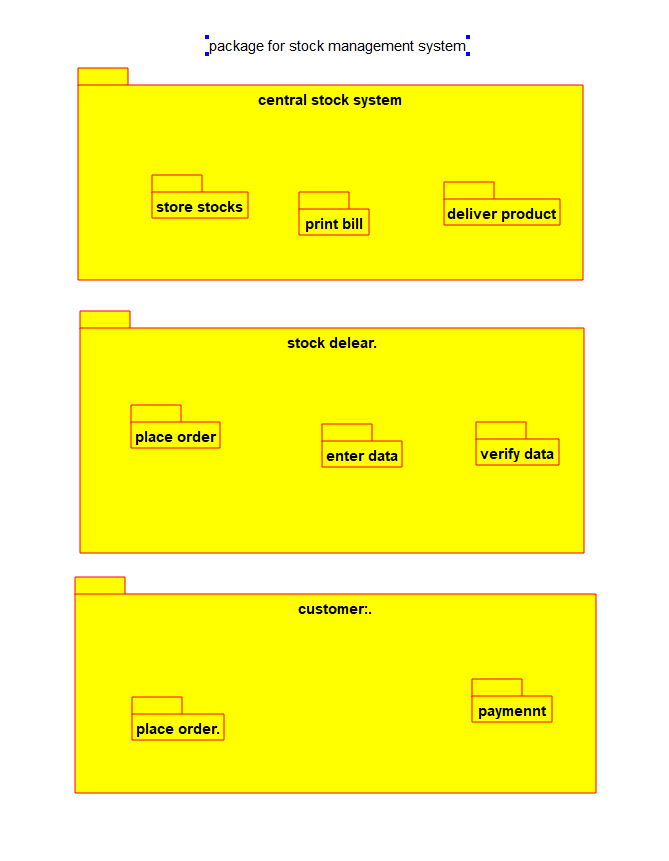 package for stock management system
central stock system
store stocks
print bill
deliver product
stock delear.
place order
enter data
verify data
customer:.
place order.
paymennt